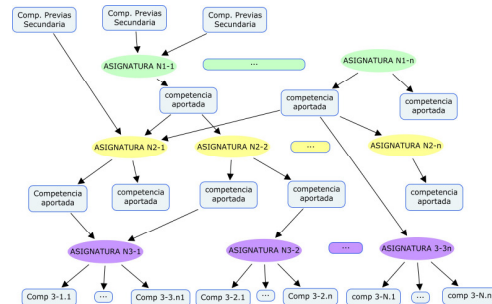 Comp. Previas
Secundaria
Comp. Previas
Secundaria
Comp. Previas
Secundaria
ASIGNATURA N1-1
...
ASIGNATURA N1-n
competencia
aportada
competencia
aportada
competencia
aportada
ASIGNATURA N2-1
ASIGNATURA N2-2
...
ASIGNATURA N2-n
Competencia
aportada
competencia
aportada
competencia
aportada
Competencia
aportada
competencia
aportada
ASIGNATURA N3-1
ASIGNATURA N3-2
...
ASIGNATURA 3-3n
Comp 3-1.1
...
Comp 3-3.n1
Comp 3-2.1
...
Comp 3-2.n
comp 3-N.1
...
comp 3-N.m